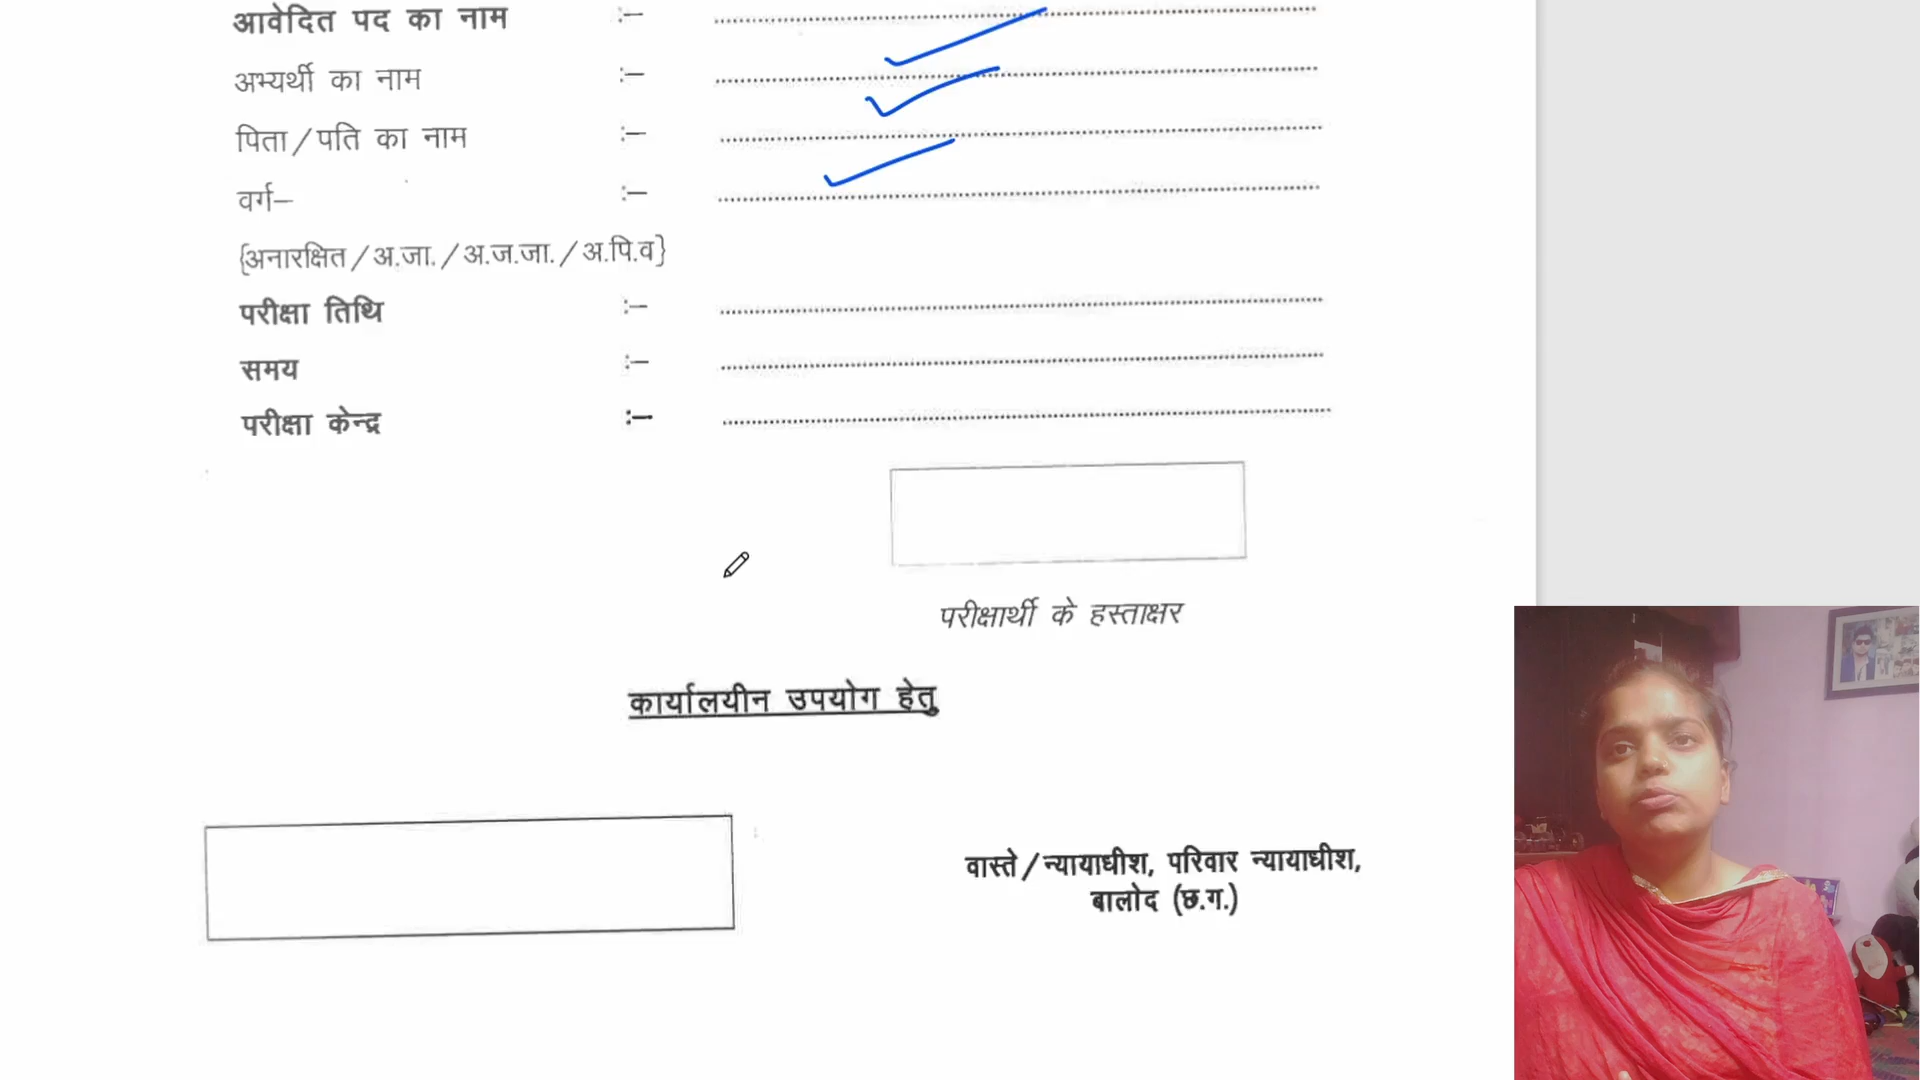 आवेदित पद का नाम :– ........................
अभ्यर्थी का नाम :– ........................
पिता/पति का नाम :– ........................
वर्ग– :– ........................
{अनारक्षित/अ.जा./अ.ज.जा./अ.पि.व}
परीक्षा तिथि :– ........................
समय :– ........................
परीक्षा केन्द्र :– ........................
परीक्षार्थी के हस्ताक्षर
कार्यालयीन उपयोग हेतु
वास्ते/न्यायाधीश, परिवार न्यायाधीश,
बालोद (छ.ग.)